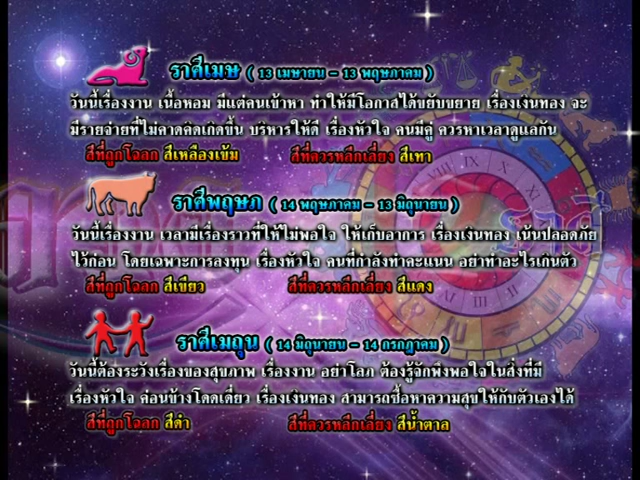 ราศีเมษ ( 13 เมษายน - 13 พฤษภาคม )
วันนี้เรื่องงาน เนื้อหอม มีแต่คนเข้าหา ทำให้มีโอกาสได้ขยับขยาย เรื่องเงินทอง จะ
มีรายจ่ายที่ไม่คาดคิดเกิดขึ้น บริหารให้ดี เรื่องหัวใจ คนมีคู่ ควรหาเวลาดูแลกัน
สีที่ถูกโฉลก สีเหลืองเข้ม สีที่ควรหลีกเลี่ยง สีเทา
ราศีพฤษภ ( 14 พฤษภาคม - 13 มิถุนายน )
วันนี้เรื่องงาน เวลามีเรื่องราวที่ให้ไม่พอใจ ให้เก็บอาการ เรื่องเงินทอง เน้นปลอดภัย
ไว้ก่อน โดยเฉพาะการลงทุน เรื่องหัวใจ คนที่กำลังทำคะแนน อย่าทำอะไรเกินตัว
สีที่ถูกโฉลก สีเขียว สีที่ควรหลีกเลี่ยง สีแดง
ราศีเมถุน ( 14 มิถุนายน - 14 กรกฎาคม )
วันนี้ต้องระวังเรื่องของสุขภาพ เรื่องงาน อย่าโลภ ต้องรู้จักพึงพอใจในสิ่งที่มี
เรื่องหัวใจ ค่อนข้างโดดเดี่ยว เรื่องเงินทอง สามารถซื้อหาความสุขให้กับตัวเองได้
สีที่ถูกโฉลก สีดำ สีที่ควรหลีกเลี่ยง สีน้ำตาล